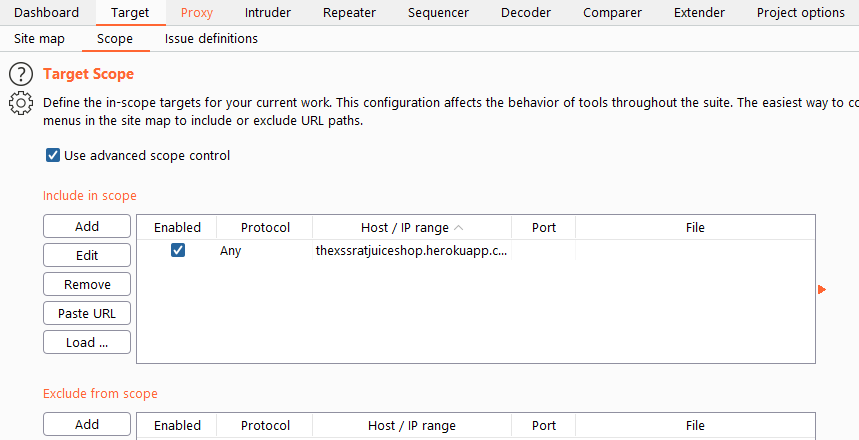 Dashboard Target Proxy Intruder Repeater Sequencer Decoder Comparer Extender Project options
Site map Scope Issue definitions
? Target Scope
Define the in-scope targets for your current work. This configuration affects the behavior of tools throughout the suite. The easiest way to co
menus in the site map to include or exclude URL paths.
Use advanced scope control
Include in scope
Add Enabled Protocol Host / IP range Port File
Edit Any thexssratjuiceshop.herokuapp.c...
Remove
Paste URL
Load ...
Exclude from scope
Add Enabled Protocol Host / IP range Port File